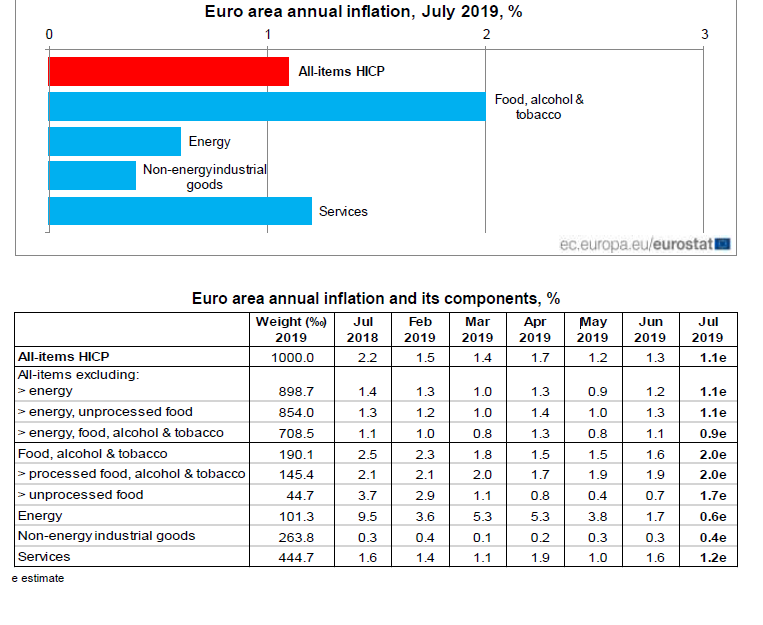 Euro area annual inflation, July 2019, %
0 1 2 3
All-items HICP
Food, alcohol &
tobacco
Energy
Non-energy industrial
goods
Services
ec.europa.eu/eurostat
Euro area annual inflation and its components, %
Weight (‰) Jul Feb Mar Apr May Jun Jul
2019 2018 2019 2019 2019 2019 2019 2019
All-items HICP 1000.0 2.2 1.5 1.4 1.7 1.2 1.3 1.1e
All-items excluding:
> energy 898.7 1.4 1.3 1.0 1.3 0.9 1.2 1.1e
> energy, unprocessed food 854.0 1.3 1.2 1.0 1.4 1.0 1.3 1.1e
> energy, food, alcohol & tobacco 708.5 1.1 1.0 0.8 1.3 0.8 1.1 0.9e
Food, alcohol & tobacco 190.1 2.5 2.3 1.8 1.5 1.5 1.6 2.0e
> processed food, alcohol & tobacco 145.4 2.1 2.1 2.0 1.7 1.9 1.9 2.0e
> unprocessed food 44.7 3.7 2.9 1.1 0.8 0.4 0.7 1.7e
Energy 101.3 9.5 3.6 5.3 5.3 3.8 1.7 0.6e
Non-energy industrial goods 263.8 0.3 0.4 0.1 0.2 0.3 0.3 0.4e
Services 444.7 1.6 1.4 1.1 1.9 1.0 1.6 1.2e
e estimate